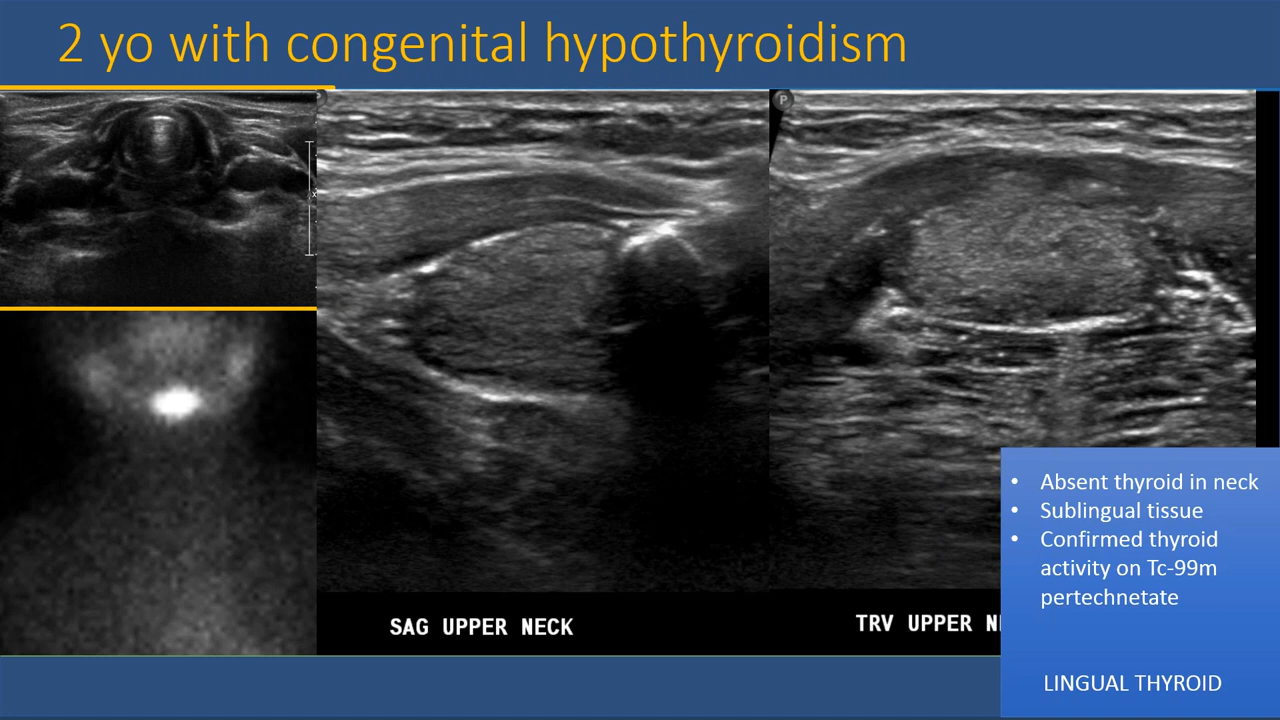 2 yo with congenital hypothyroidism
P
SAG UPPER NECK
TRV UPPER
• Absent thyroid in neck
• Sublingual tissue
• Confirmed thyroid
activity on Tc-99m
pertechnetate
LINGUAL THYROID